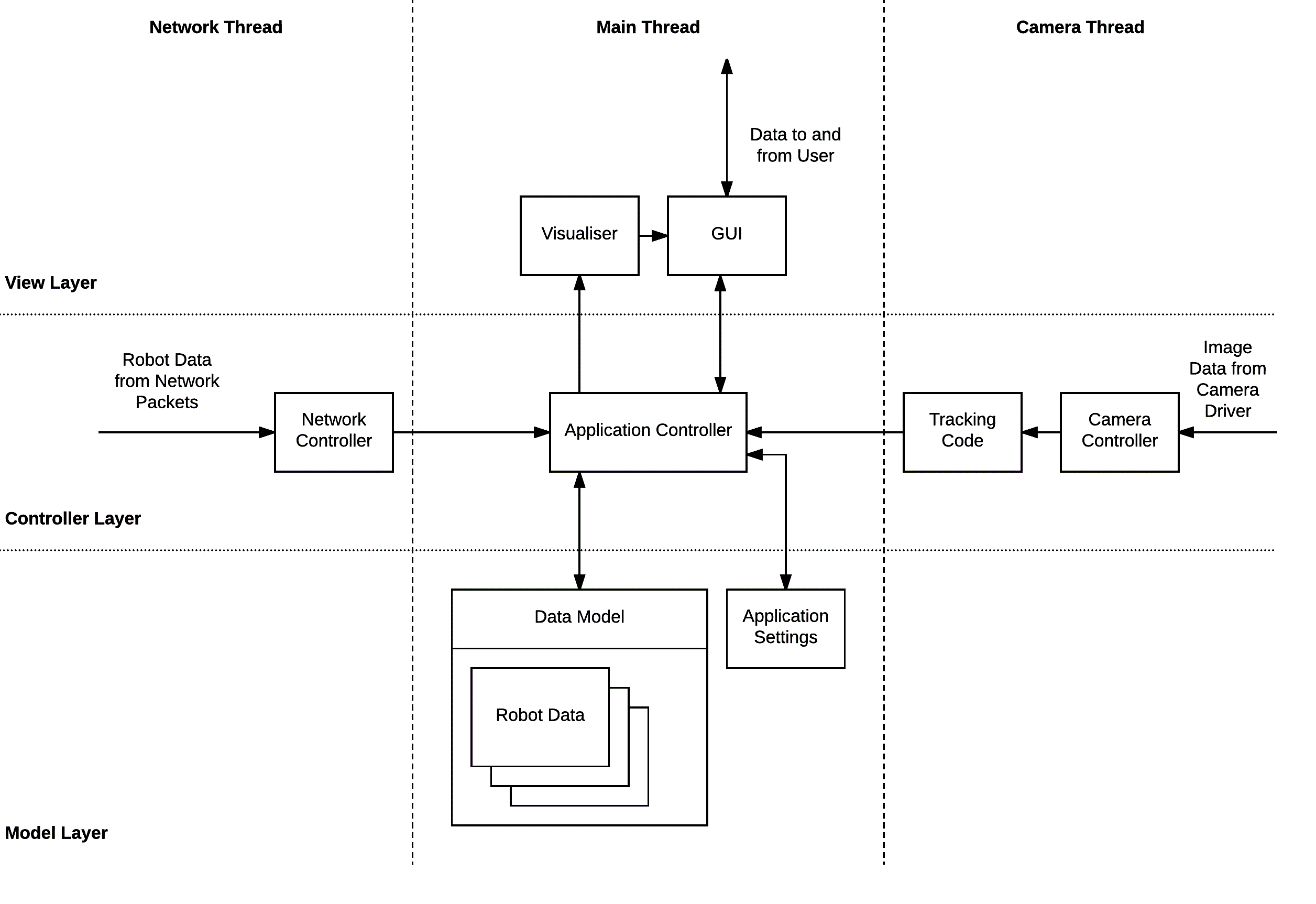 Network Thread
Main Thread
Camera Thread
Data to and
from User
Visualiser
GUI
View Layer
Robot Data
from Network
Packets
Image
Data from
Camera
Driver
Network
Controller
Application Controller
Tracking
Code
Camera
Controller
Controller Layer
Data Model
Application
Settings
Robot Data
Model Layer